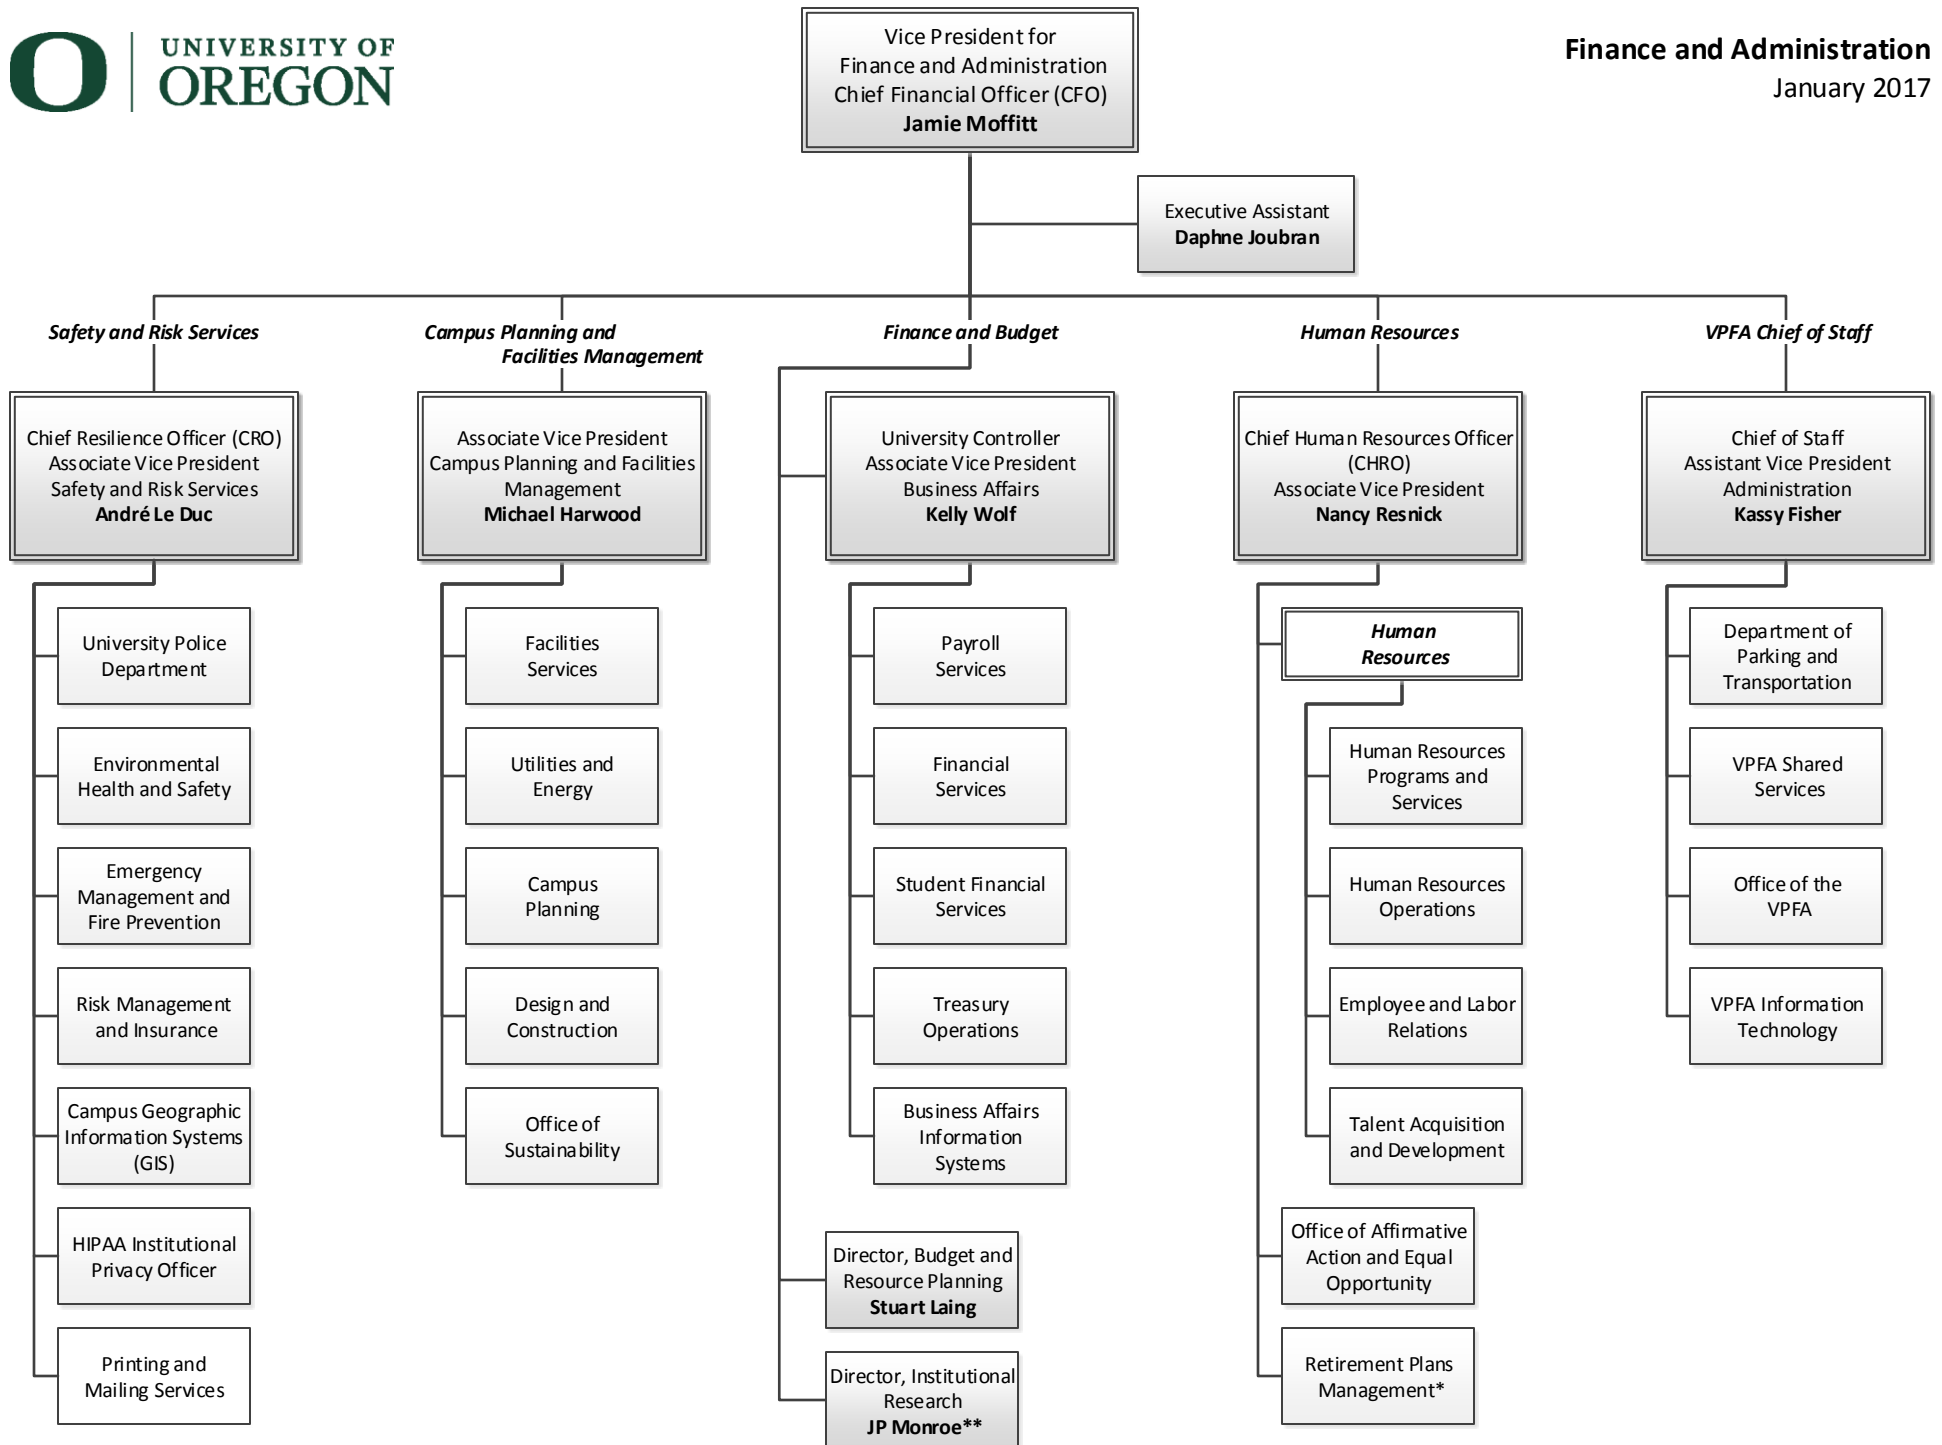 UNIVERSITY OF
OREGON
Vice President for
Finance and Administration
Chief Financial Officer (CFO)
Jamie Moffitt
Finance and Administration
January 2017
Executive Assistant
Daphne Joubran
Safety and Risk Services
Chief Resilience Officer (CRO)
Associate Vice President
Safety and Risk Services
André Le Duc
University Police
Department
Environmental
Health and Safety
Emergency
Management and
Fire Prevention
Risk Management
and Insurance
Campus Geographic
Information Systems
(GIS)
HIPAA Institutional
Privacy Officer
Printing and
Mailing Services
Campus Planning and
Facilities Management
Associate Vice President
Campus Planning and Facilities
Management
Michael Harwood
Facilities
Services
Utilities and
Energy
Campus
Planning
Design and
Construction
Office of
Sustainability
Finance and Budget
University Controller
Associate Vice President
Business Affairs
Kelly Wolf
Payroll
Services
Financial
Services
Student Financial
Services
Treasury
Operations
Business Affairs
Information
Systems
Director, Budget and
Resource Planning
Stuart Laing
Director, Institutional
Research
JP Monroe**
Human Resources
Chief Human Resources Officer
(CHRO)
Associate Vice President
Nancy Resnick
Human
Resources
Human Resources
Programs and
Services
Human Resources
Operations
Employee and Labor
Relations
Talent Acquisition
and Development
Office of Affirmative
Action and Equal
Opportunity
Retirement Plans
Management*
VPFA Chief of Staff
Chief of Staff
Assistant Vice President
Administration
Kassy Fisher
Department of
Parking and
Transportation
VPFA Shared
Services
Office of the
VPFA
VPFA Information
Technology